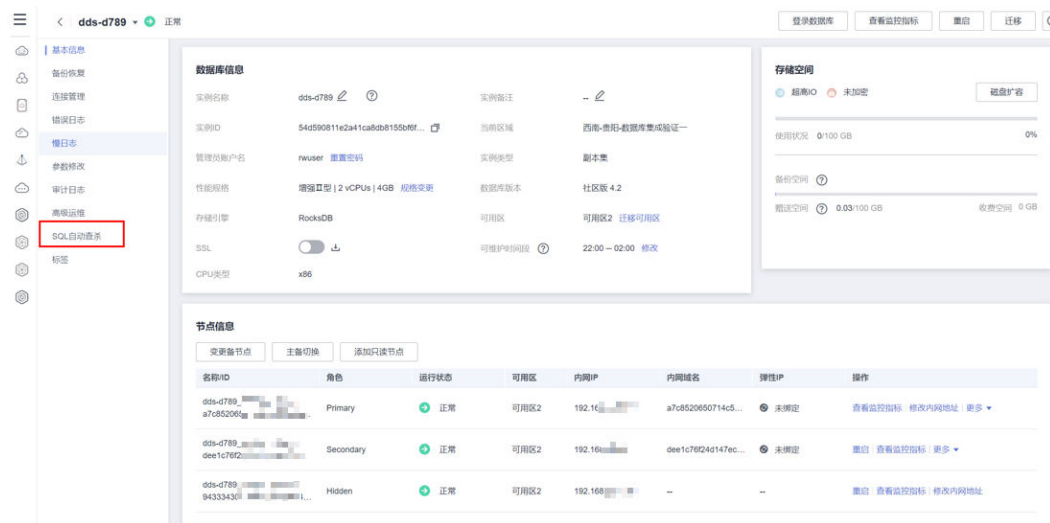 dds-d789 正常 登录数据库 查看监控指标 重启 迁移
基本信息
备份恢复
连接管理
错误日志
慢日志
参数修改
审计日志
高级运维
SQL自动查杀
标签
数据库信息
实例名称 dds-d789 实例备注 --
实例ID 54d590811e2a41ca8db8155bf6f... 当前区域 西南-贵阳-数据库集成验证一
管理员账户名 rwuser 重置密码 实例类型 副本集
性能规格 增强Ⅱ型 | 2 vCPUs | 4GB 规格变更 数据库版本 社区版 4.2
存储引擎 RocksDB 可用区 可用区2 迁移可用区
SSL 可维护时间段 22:00 -- 02:00 修改
CPU类型 x86
存储空间
超高IO 未加密 磁盘扩容
使用状况 0/100 GB 0%
备份空间
赠送空间 0.03/100 GB 收费空间 0 GB
节点信息
变更备节点 主备切换 添加只读节点
名称/ID 角色 运行状态 可用区 内网IP 内网域名 弹性IP 操作
dds-d789_
a7c85206 Primary 正常 可用区2 192.16 a7c8520650714c5... 未绑定 查看监控指标 修改内网地址 更多
dds-d789_
dee1c76f2 Secondary 正常 可用区2 192.16 dee1c76f24d147ec... 未绑定 重启 查看监控指标 更多
dds-d789_
94333430 Hidden 正常 可用区2 192.168 -- -- 重启 查看监控指标 修改内网地址